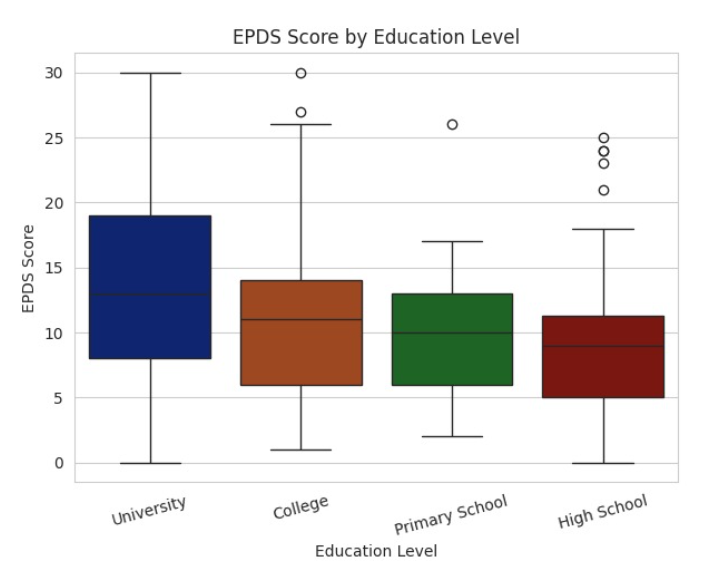 EPDS Score by Education Level
EPDS Score
30
25
20
15
10
5
0
University
College
Primary School
High School
Education Level